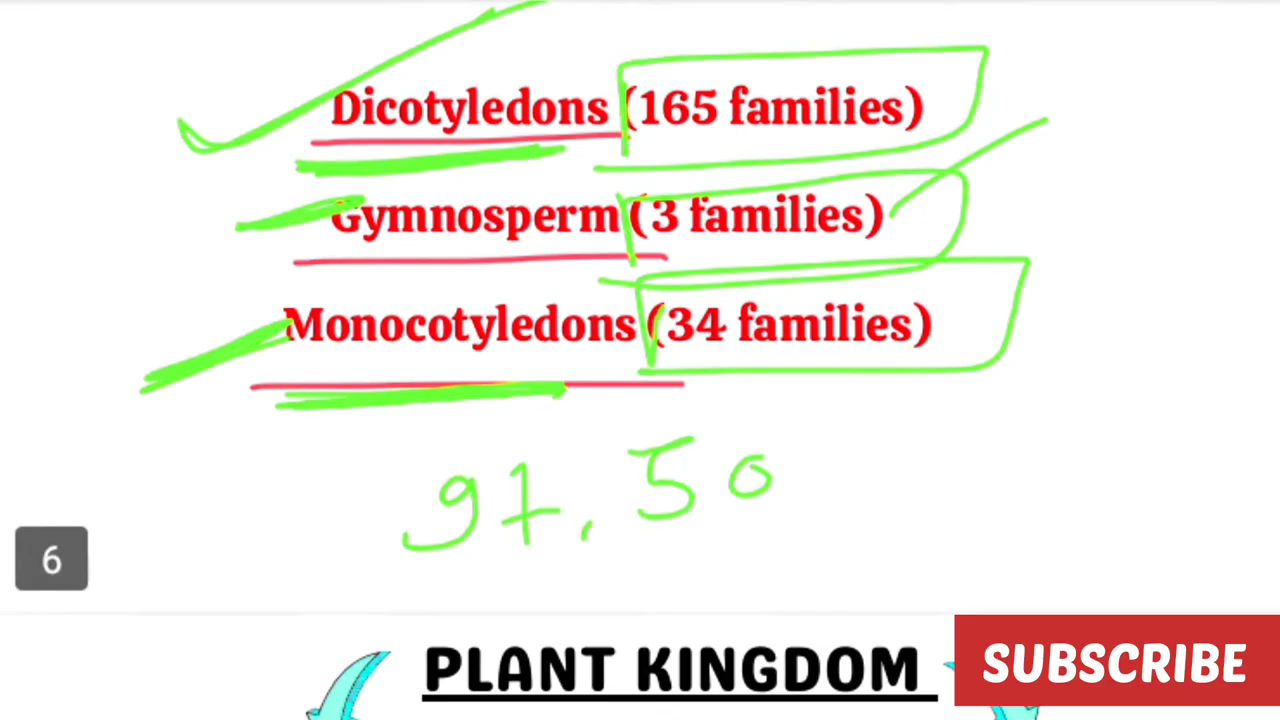 Dicotyledons (165 families)
Gymnosperm (3 families)
Monocotyledons (34 families)
97,50
6
PLANT KINGDOM
SUBSCRIBE